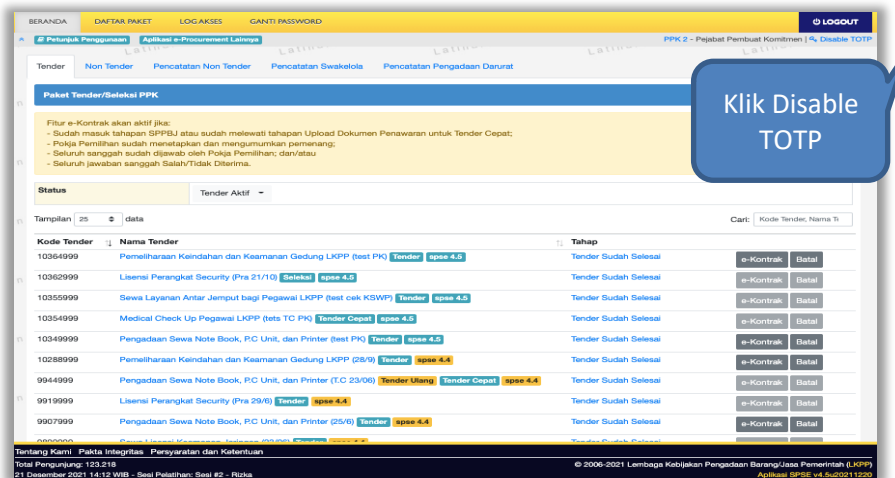 BERANDA DAFTAR PAKET LOG AKSES GANTI PASSWORD LOGOUT
Petunjuk Penggunaan Aplikasi e-Procurement Lainnya PPK 2 - Pejabat Pembuat Komitmen | Disable TOTP
Tender Non Tender Pencatatan Non Tender Pencatatan Swakelola Pencatatan Pengadaan Darurat
Klik Disable
TOTP
Paket Tender/Seleksi PPK
Fitur e-Kontrak akan aktif jika:
- Sudah masuk tahapan SPPBJ atau sudah melewati tahapan Upload Dokumen Penawaran untuk Tender Cepat;
- Pokja Pemilihan sudah menetapkan dan mengumumkan pemenang;
- Seluruh sanggah sudah dijawab oleh Pokja Pemilihan; dan/atau
- Seluruh jawaban sanggah Salah/Tidak Diterima.
Status Tender Aktif
Tampilan 25 data Cari: Kode Tender, Nama Te
Kode Tender Nama Tender Tahap
10364999 Pemeliharaan Keindahan dan Keamanan Gedung LKPP (test PK) Tender spse 4.5 Tender Sudah Selesai e-Kontrak Batal
10362999 Lisensi Perangkat Security (Pra 21/10) Seleksi spse 4.5 Tender Sudah Selesai e-Kontrak Batal
10355999 Sewa Layanan Antar Jemput bagi Pegawai LKPP (test cek KSWP) Tender spse 4.5 Tender Sudah Selesai e-Kontrak Batal
10354999 Medical Check Up Pegawai LKPP (tets TC PK) Tender Cepat spse 4.5 Tender Sudah Selesai e-Kontrak Batal
10349999 Pengadaan Sewa Note Book, P.C Unit, dan Printer (test PK) Tender spse 4.5 Tender Sudah Selesai e-Kontrak Batal
10288999 Pemeliharaan Keindahan dan Keamanan Gedung LKPP (28/9) Tender spse 4.4 Tender Sudah Selesai e-Kontrak Batal
9944999 Pengadaan Sewa Note Book, P.C Unit, dan Printer (T.C 23/06) Tender Ulang Tender Cepat spse 4.4 Tender Sudah Selesai e-Kontrak Batal
9919999 Lisensi Perangkat Security (Pra 29/6) Tender spse 4.4 Tender Sudah Selesai e-Kontrak Batal
9907999 Pengadaan Sewa Note Book, P.C Unit, dan Printer (25/6) Tender spse 4.4 Tender Sudah Selesai e-Kontrak Batal
Tentang Kami Pakta Integritas Persyaratan dan Ketentuan
Total Pengunjung: 123.218 © 2006-2021 Lembaga Kebijakan Pengadaan Barang/Jasa Pemerintah (LKPP)
21 Desember 2021 14:12 WIB - Sesi Pelatihan: Sesi #2 - Rizka Aplikasi SPSE v4.5u20211220